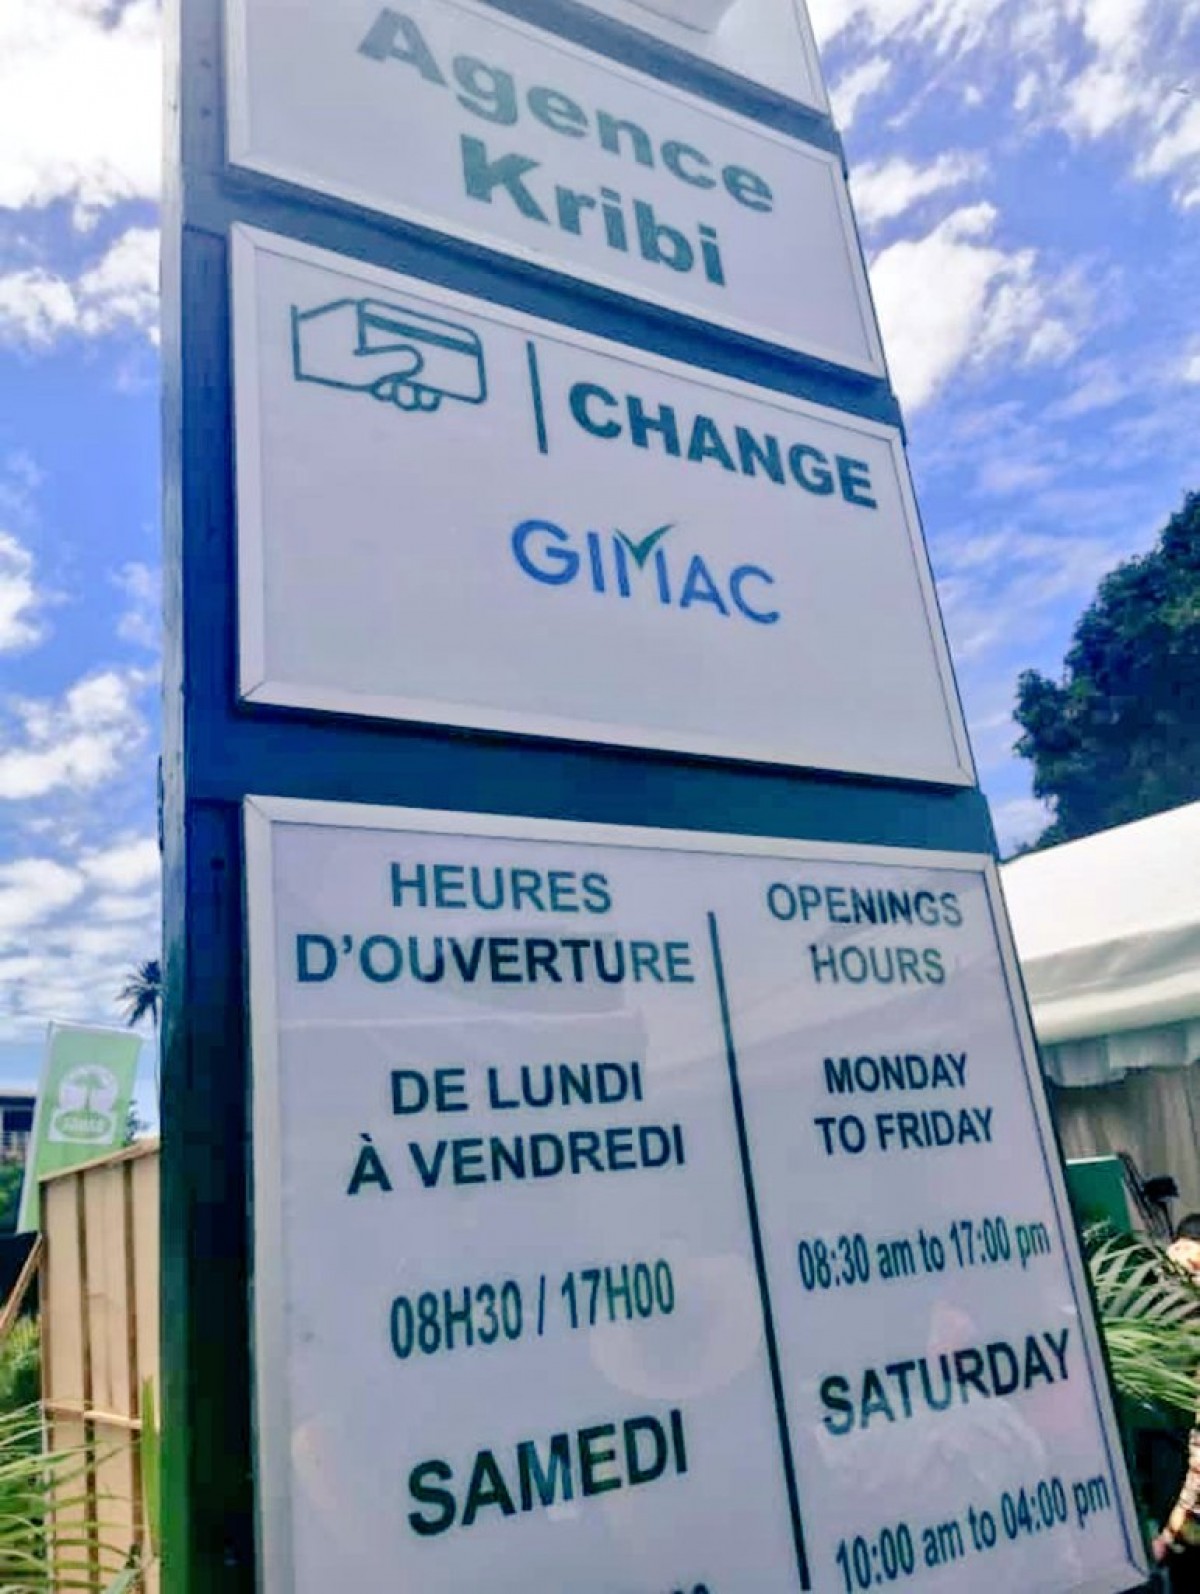 Agence
Kribi
CHANGE
GIMAC
HEURES
D'OUVERTURE
DE LUNDI
À VENDREDI
08H30 / 17H00
SAMEDI
OPENINGS
HOURS
MONDAY
TO FRIDAY
08:30 am to 17:00 pm
SATURDAY
10:00 am to 04:00 pm